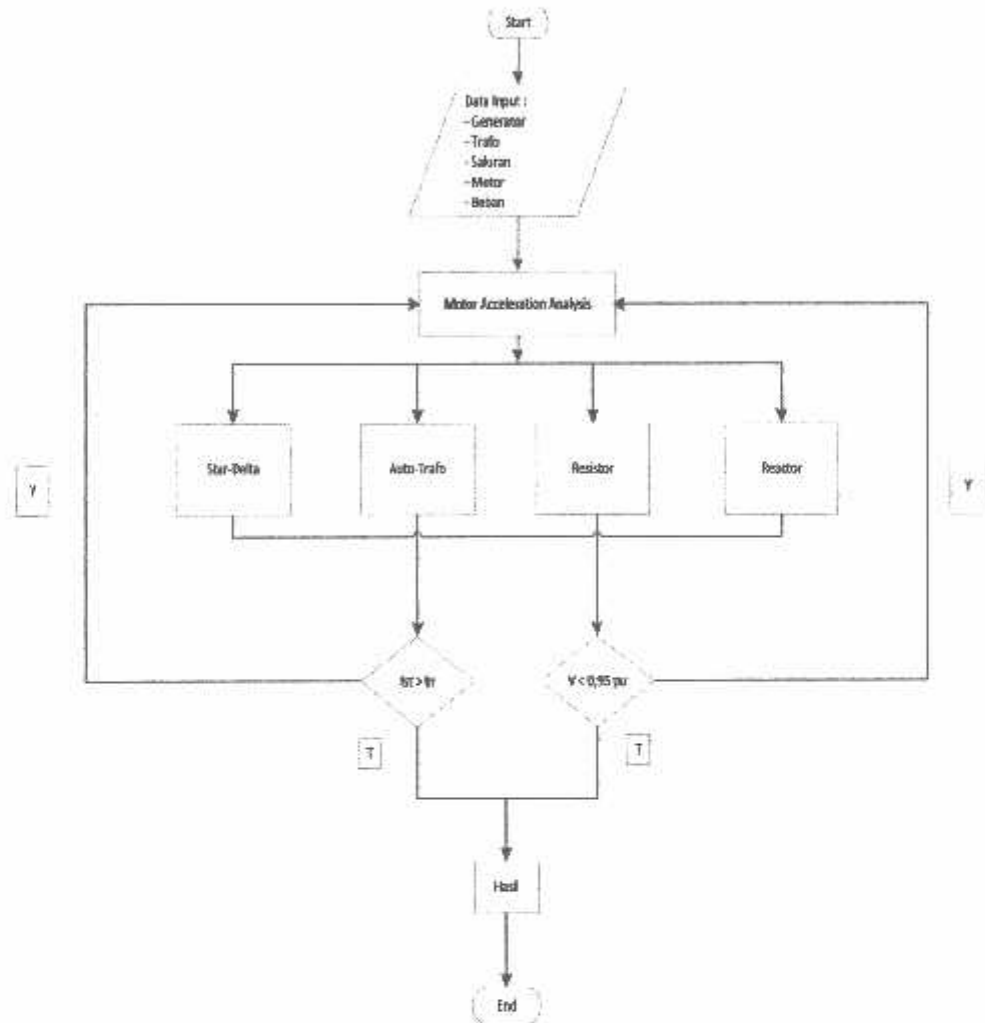 Start
Data Input :
- Generator
- Trafo
- Saluran
- Motor
- Beban
Motor Acceleration Analysis
Star-Delta
Auto-Trafo
Resistor
Reactor
Y
Y
Ist > Ir
V < 0,95 pu
T
T
Hasil
End